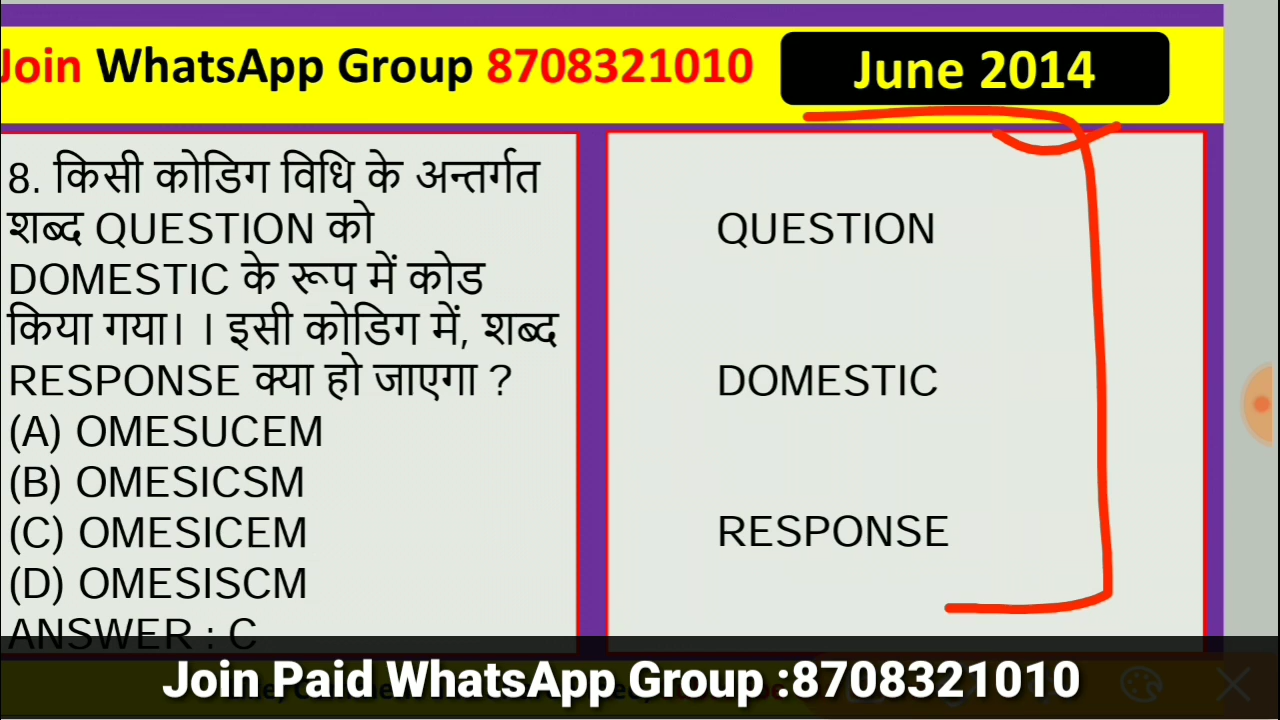 Join WhatsApp Group 8708321010
June 2014
8. किसी कोडिग विधि के अन्तर्गत
शब्द QUESTION को
DOMESTIC के रूप में कोड
किया गया। । इसी कोडिग में, शब्द
RESPONSE क्या हो जाएगा ?
(A) OMESUCEM
(B) OMESICSM
(C) OMESICEM
(D) OMESISCM
ANSWER : C
QUESTION
DOMESTIC
RESPONSE
Join Paid WhatsApp Group :8708321010